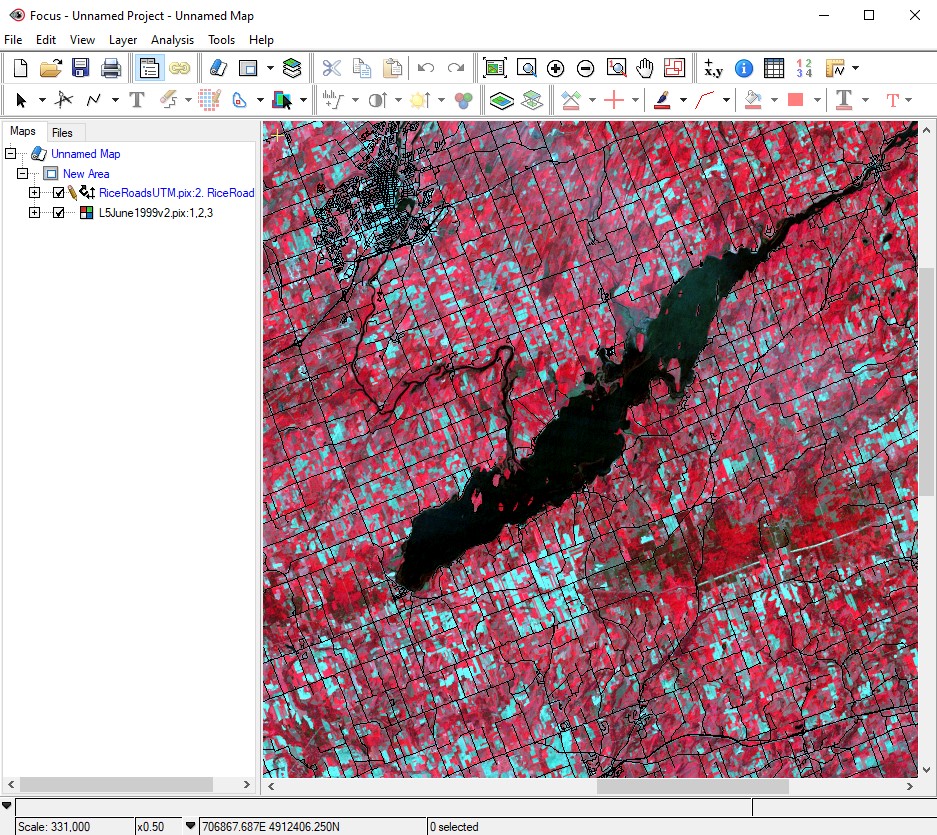 Focus - Unnamed Project - Unnamed Map
File Edit View Layer Analysis Tools Help
+x,y
1 2
3 4
T T T
Maps Files
Unnamed Map
New Area
RiceRoadsUTM.pix:2. RiceRoad
L5June1999v2.pix:1,2,3
Scale: 331,000 x0.50 706867.687E 4912406.250N 0 selected